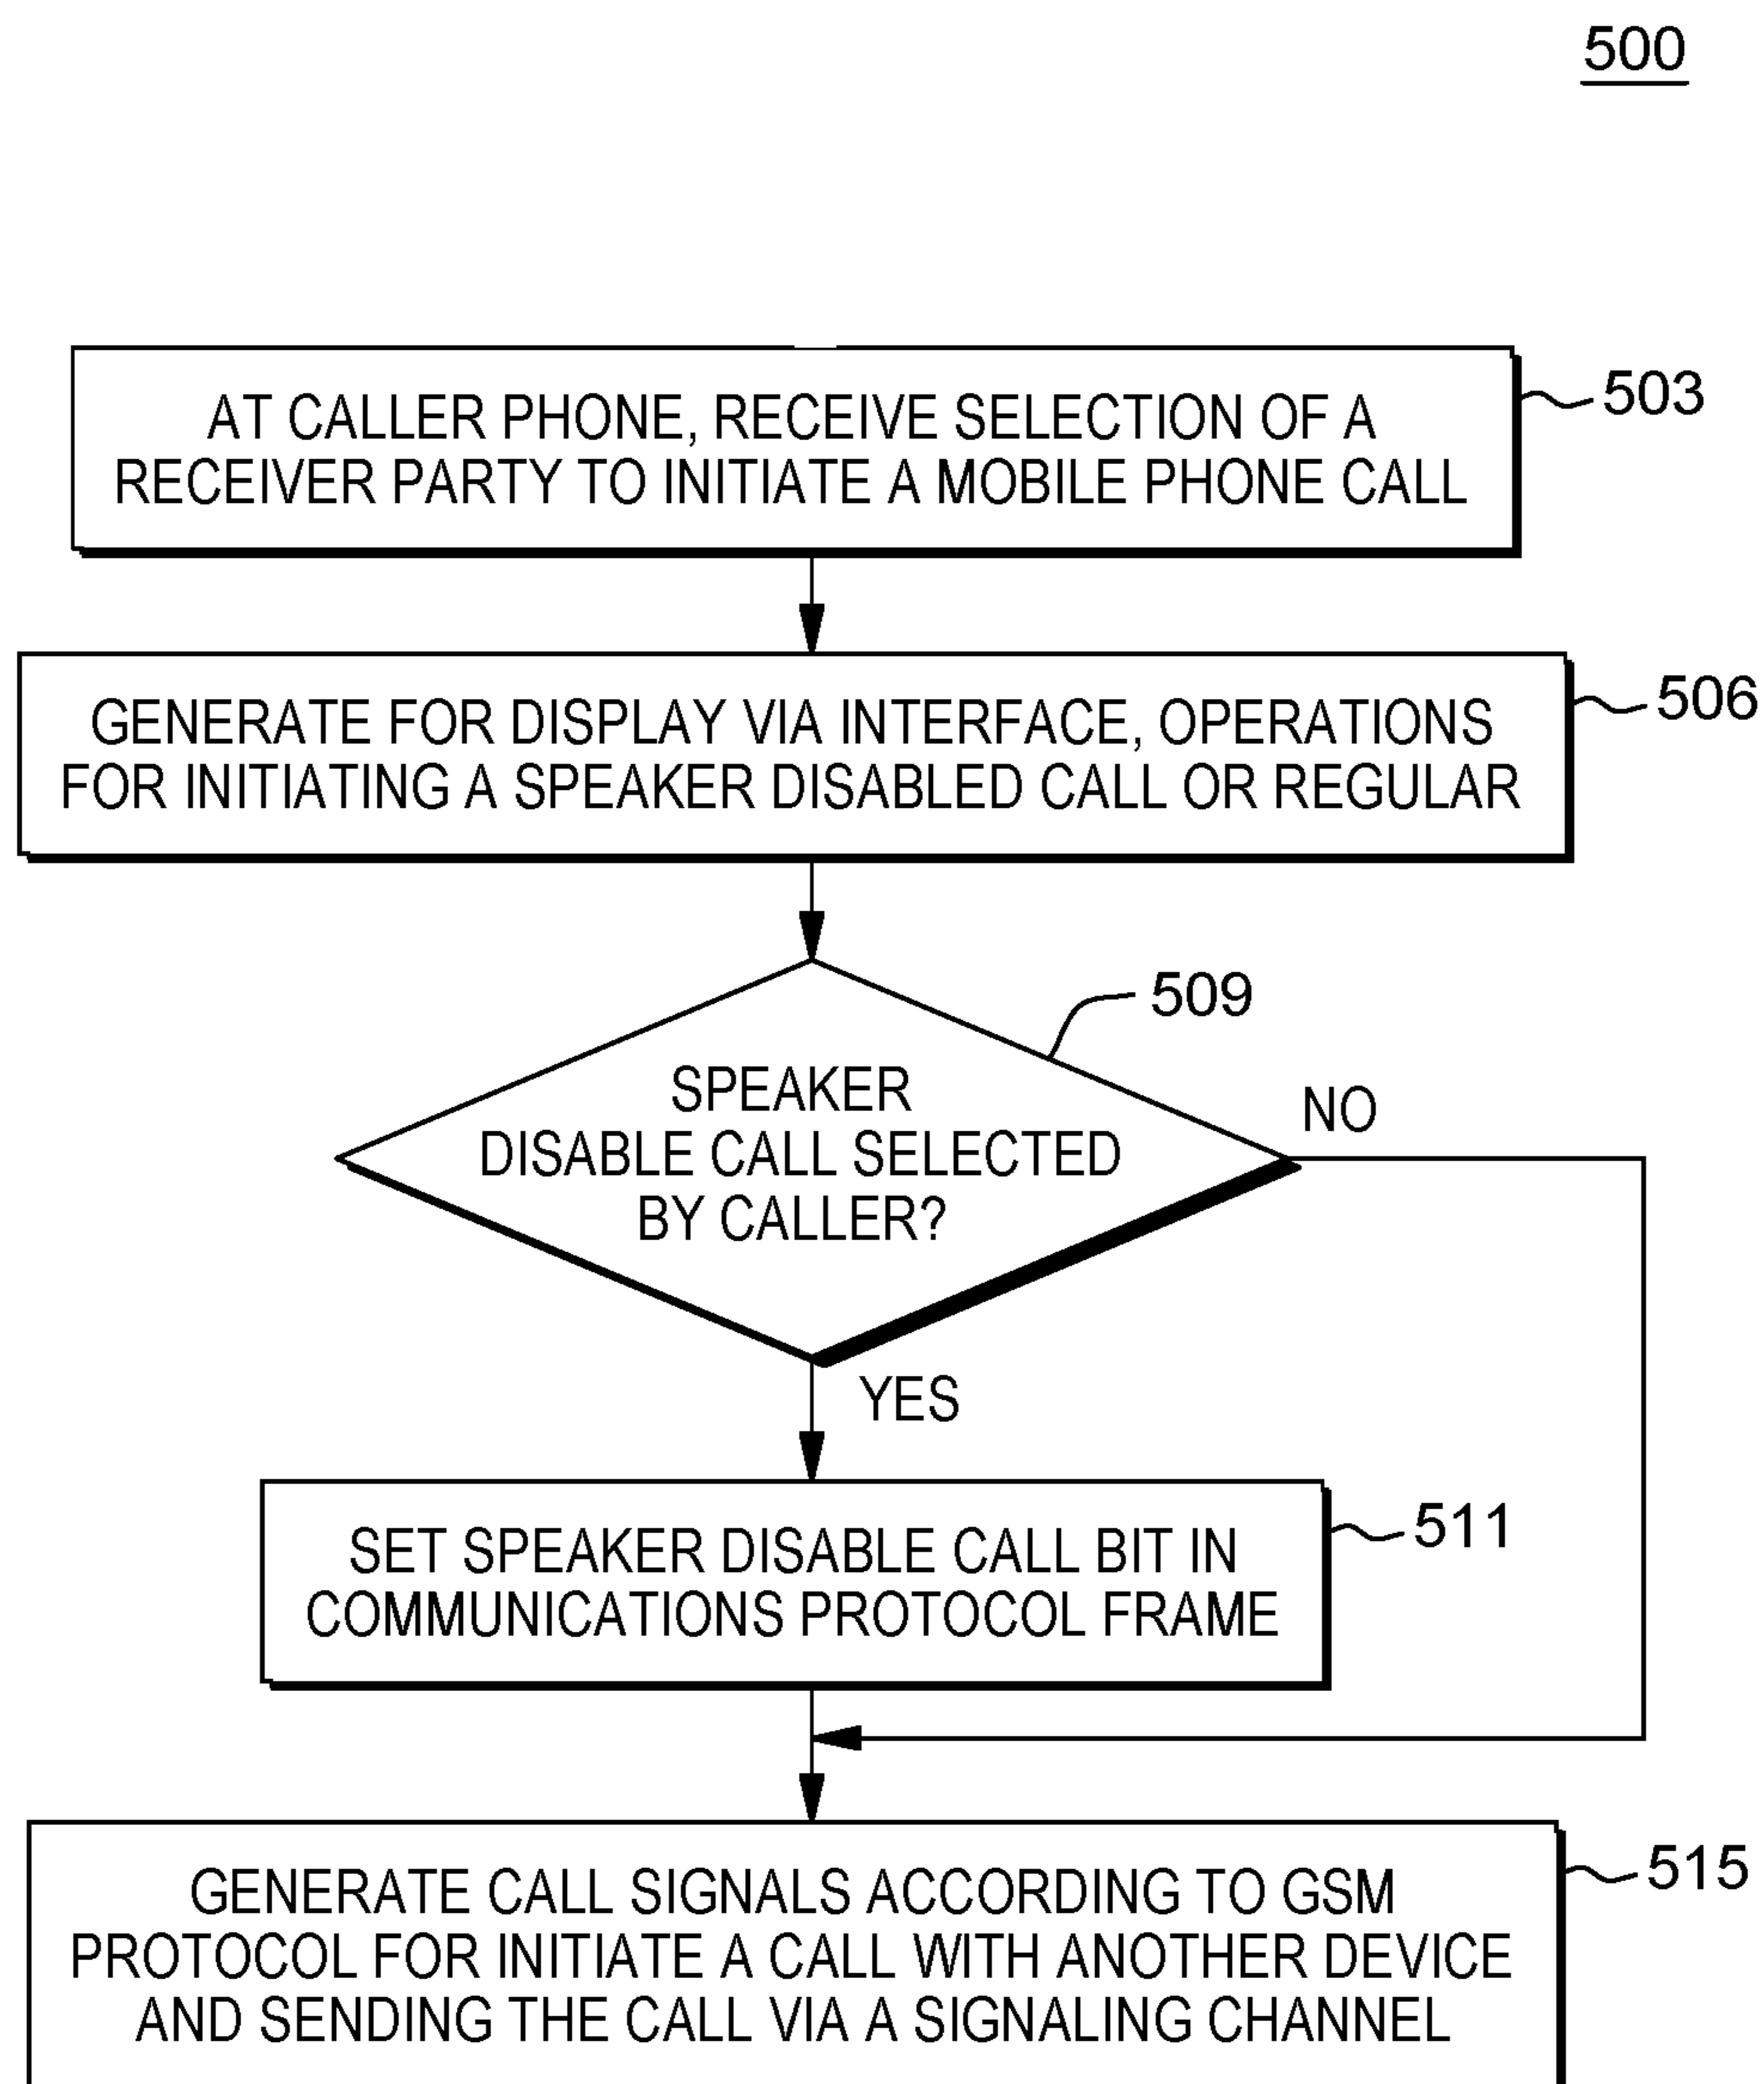 500
AT CALLER PHONE, RECEIVE SELECTION OF A
RECEIVER PARTY TO INITIATE A MOBILE PHONE CALL
503
GENERATE FOR DISPLAY VIA INTERFACE, OPERATIONS
FOR INITIATING A SPEAKER DISABLED CALL OR REGULAR
506
509
SPEAKER
DISABLE CALL SELECTED
BY CALLER?
NO
YES
SET SPEAKER DISABLE CALL BIT IN
COMMUNICATIONS PROTOCOL FRAME
511
GENERATE CALL SIGNALS ACCORDING TO GSM
PROTOCOL FOR INITIATE A CALL WITH ANOTHER DEVICE
AND SENDING THE CALL VIA A SIGNALING CHANNEL
515